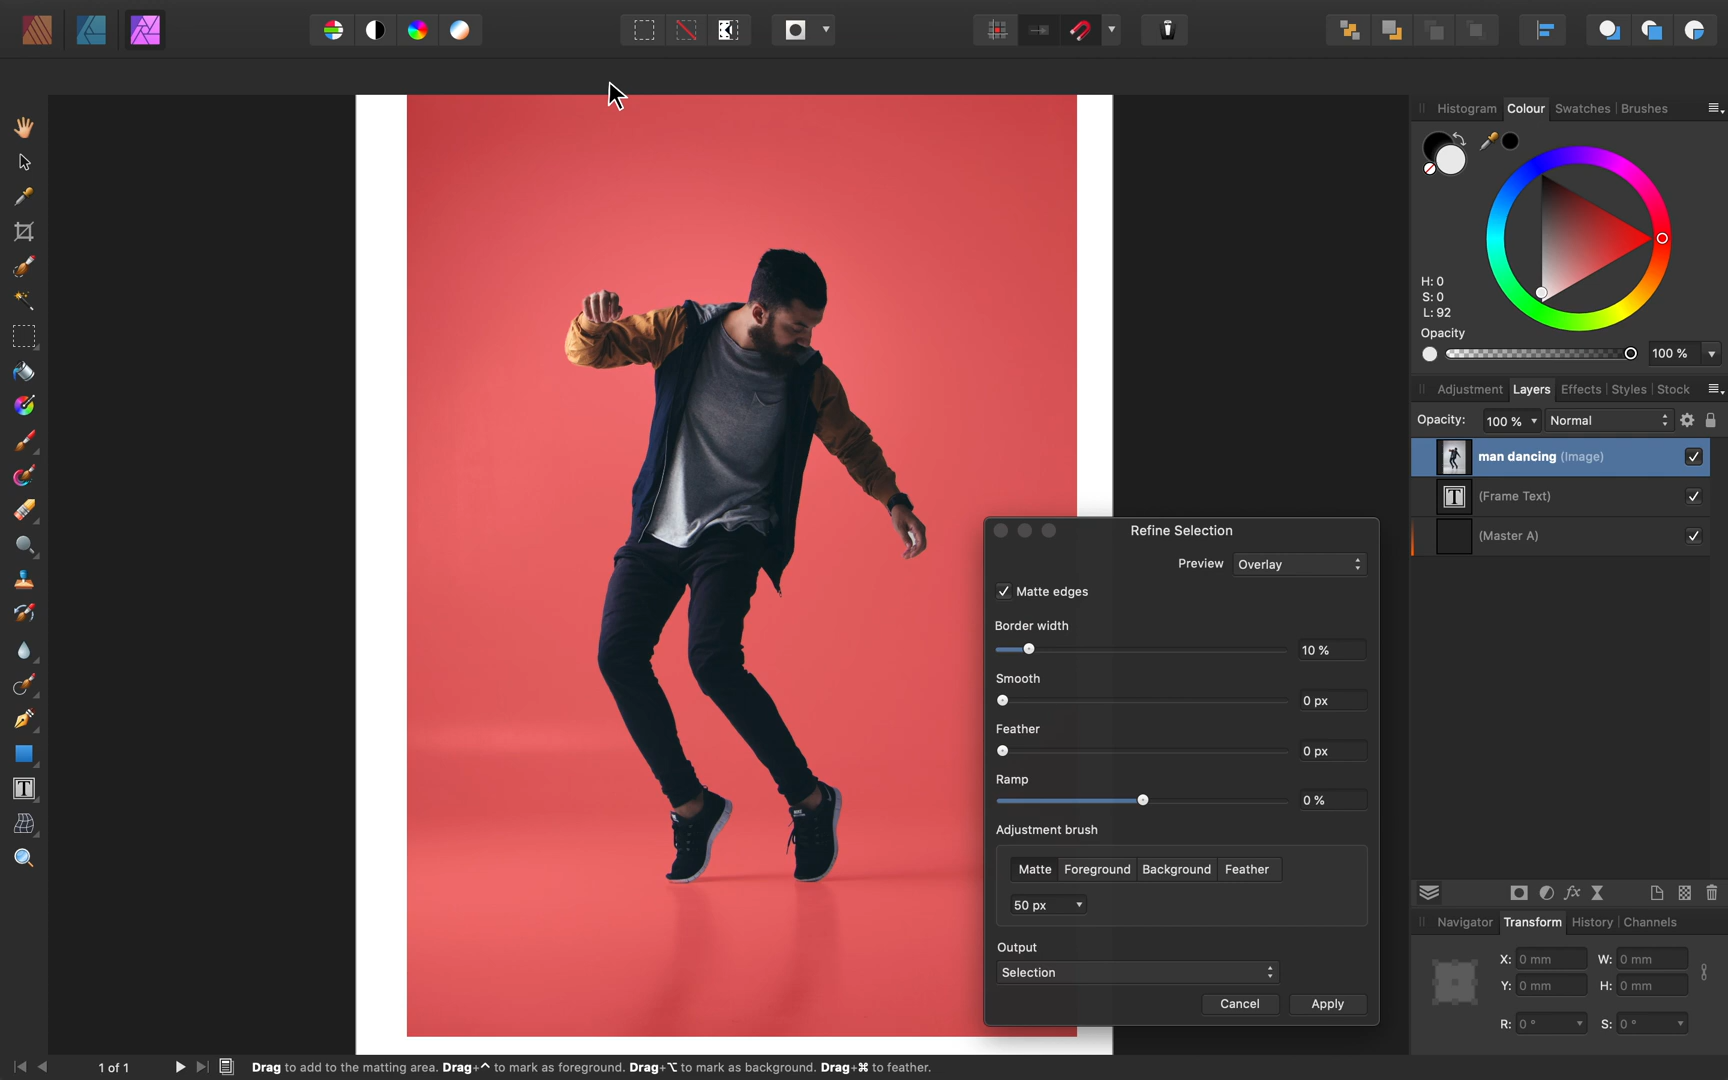 Histogram Colour Swatches Brushes
H: 0
S: 0
L: 92
Opacity
100 %
Adjustment Layers Effects Styles Stock
Opacity: 100 % Normal
man dancing (Image)
T (Frame Text)
(Master A)
Refine Selection
Preview Overlay
Matte edges
Border width
10 %
Smooth
0 px
Feather
0 px
Ramp
0 %
Adjustment brush
Matte Foreground Background Feather
50 px
Output
Selection
Cancel Apply
Navigator Transform History Channels
X: 0 mm W: 0 mm
Y: 0 mm H: 0 mm
R: 0 ° S: 0 °
T
1 of 1 Drag to add to the matting area. Drag+^ to mark as foreground. Drag+⌥ to mark as background. Drag+⌘ to feather.